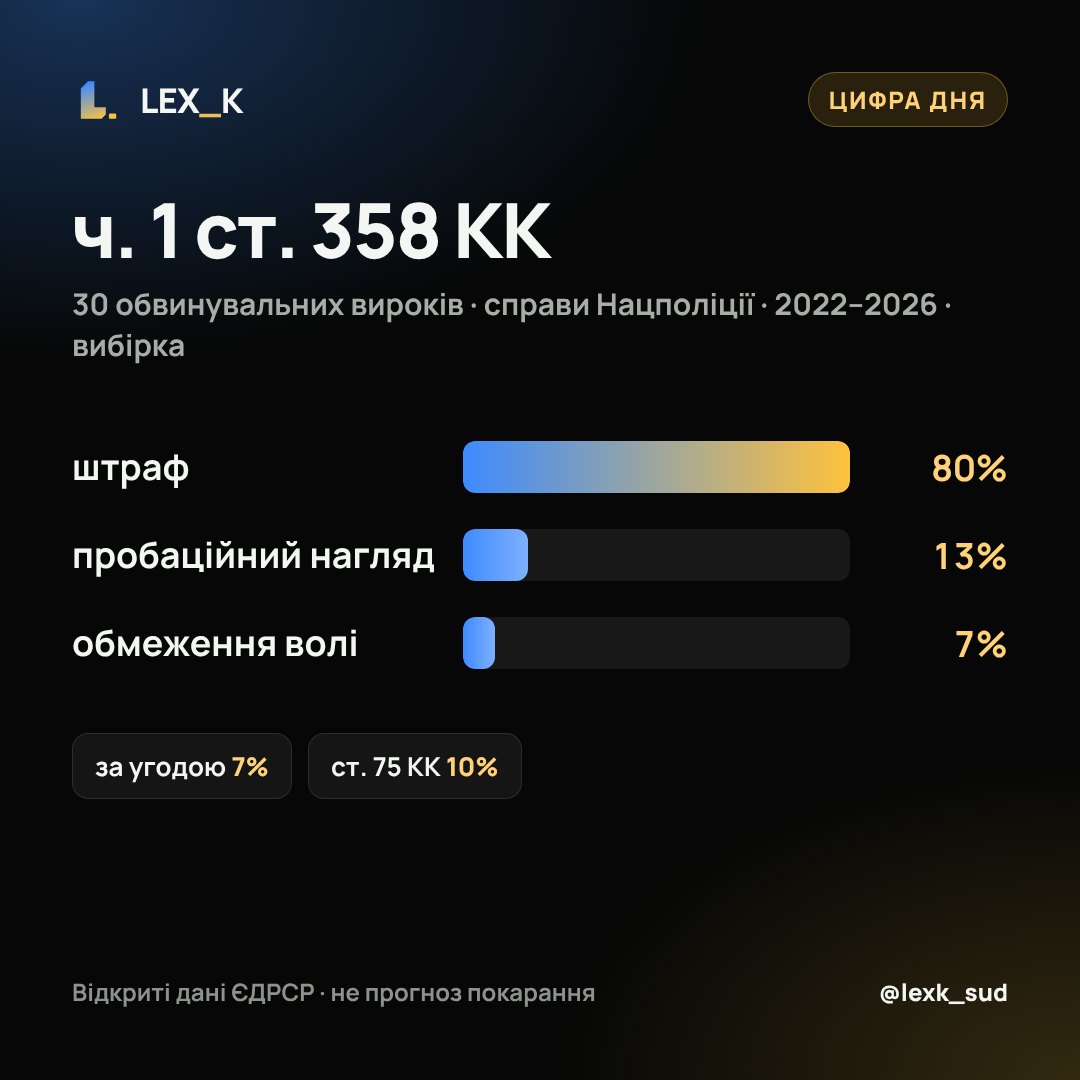 LEX_K
ЦИФРА ДНЯ
ч. 1 ст. 358 КК
30 обвинувальних вироків · справи Нацполіції · 2022–2026 ·
вибірка
штраф 80%
пробаційний нагляд 13%
обмеження волі 7%
за угодою 7%
ст. 75 КК 10%
Відкриті дані ЄДРСР · не прогноз покарання
@lexk_sud